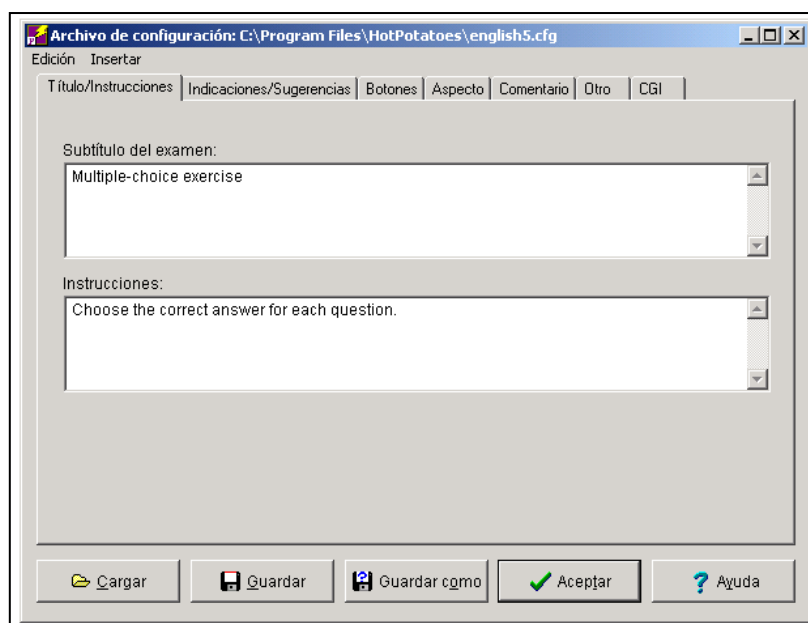 Archivo de configuración: C:\Program Files\HotPotatoes\english5.cfg
Edición Insertar
Título/Instrucciones Indicaciones/Sugerencias Botones Aspecto Comentario Otro CGI
Subtítulo del examen:
Multiple-choice exercise
Instrucciones:
Choose the correct answer for each question.
Cargar Guardar Guardar como Aceptar Ayuda